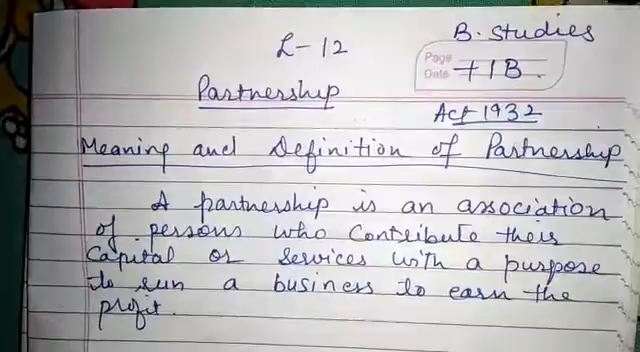 B. Studies
L-12
Page
Date +1B.
Partnership
Act 1932
Meaning and Definition of Partnership
A partnership is an association
of persons who contribute their
capital or services with a purpose
to run a business to earn the
profit.